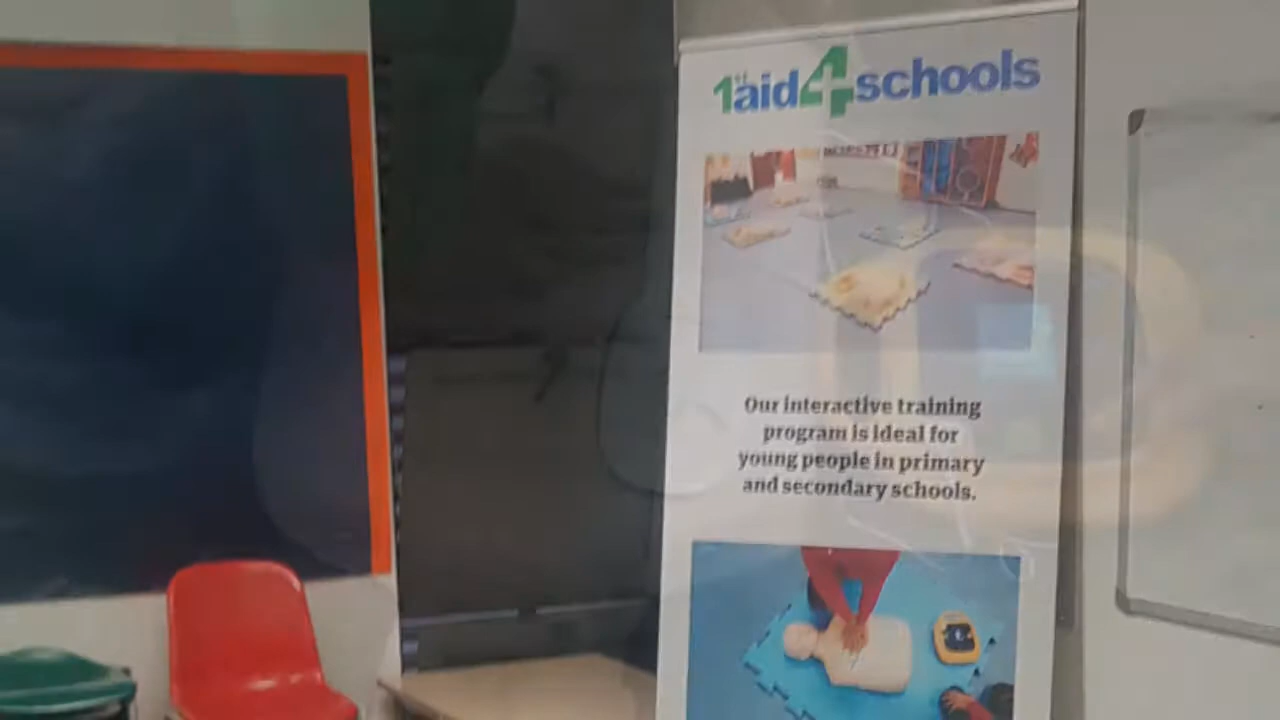 1st aid4schools
Our interactive training
program is ideal for
young people in primary
and secondary schools.